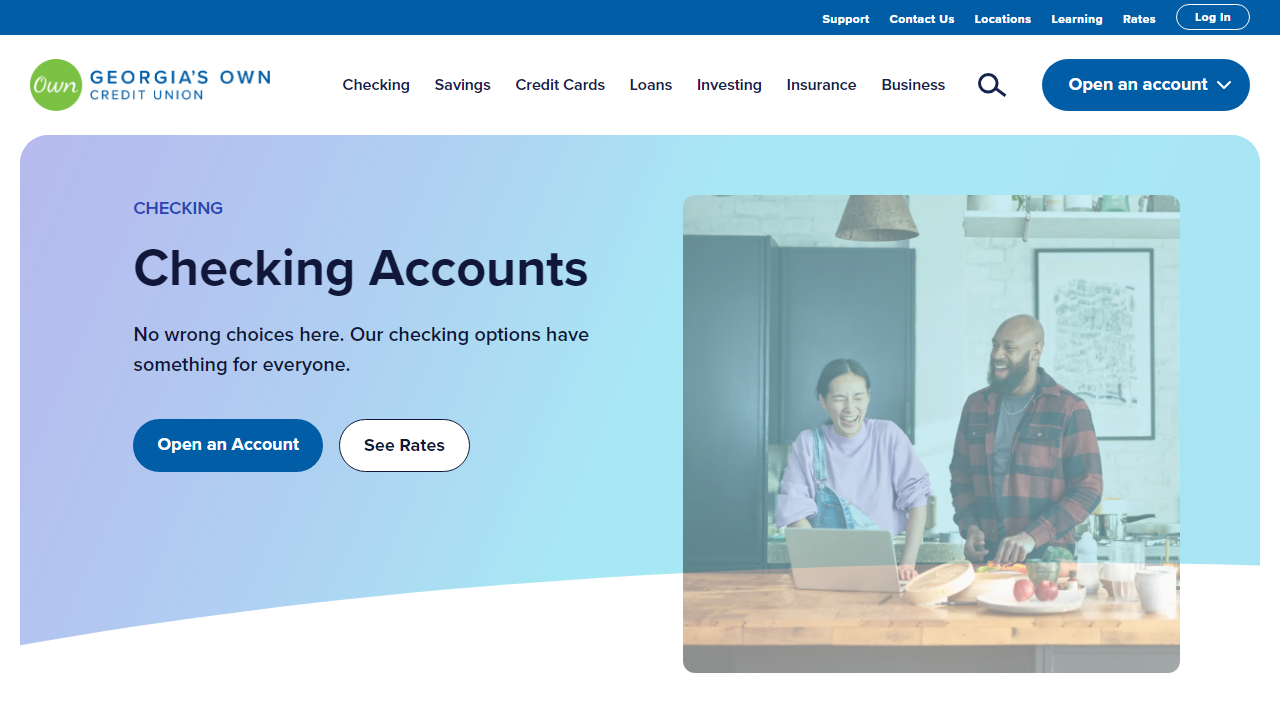 Support Contact Us Locations Learning Rates Log In
Own GEORGIA'S OWN
CREDIT UNION
Checking Savings Credit Cards Loans Investing Insurance Business Open an account
CHECKING
Checking Accounts
No wrong choices here. Our checking options have
something for everyone.
Open an Account See Rates